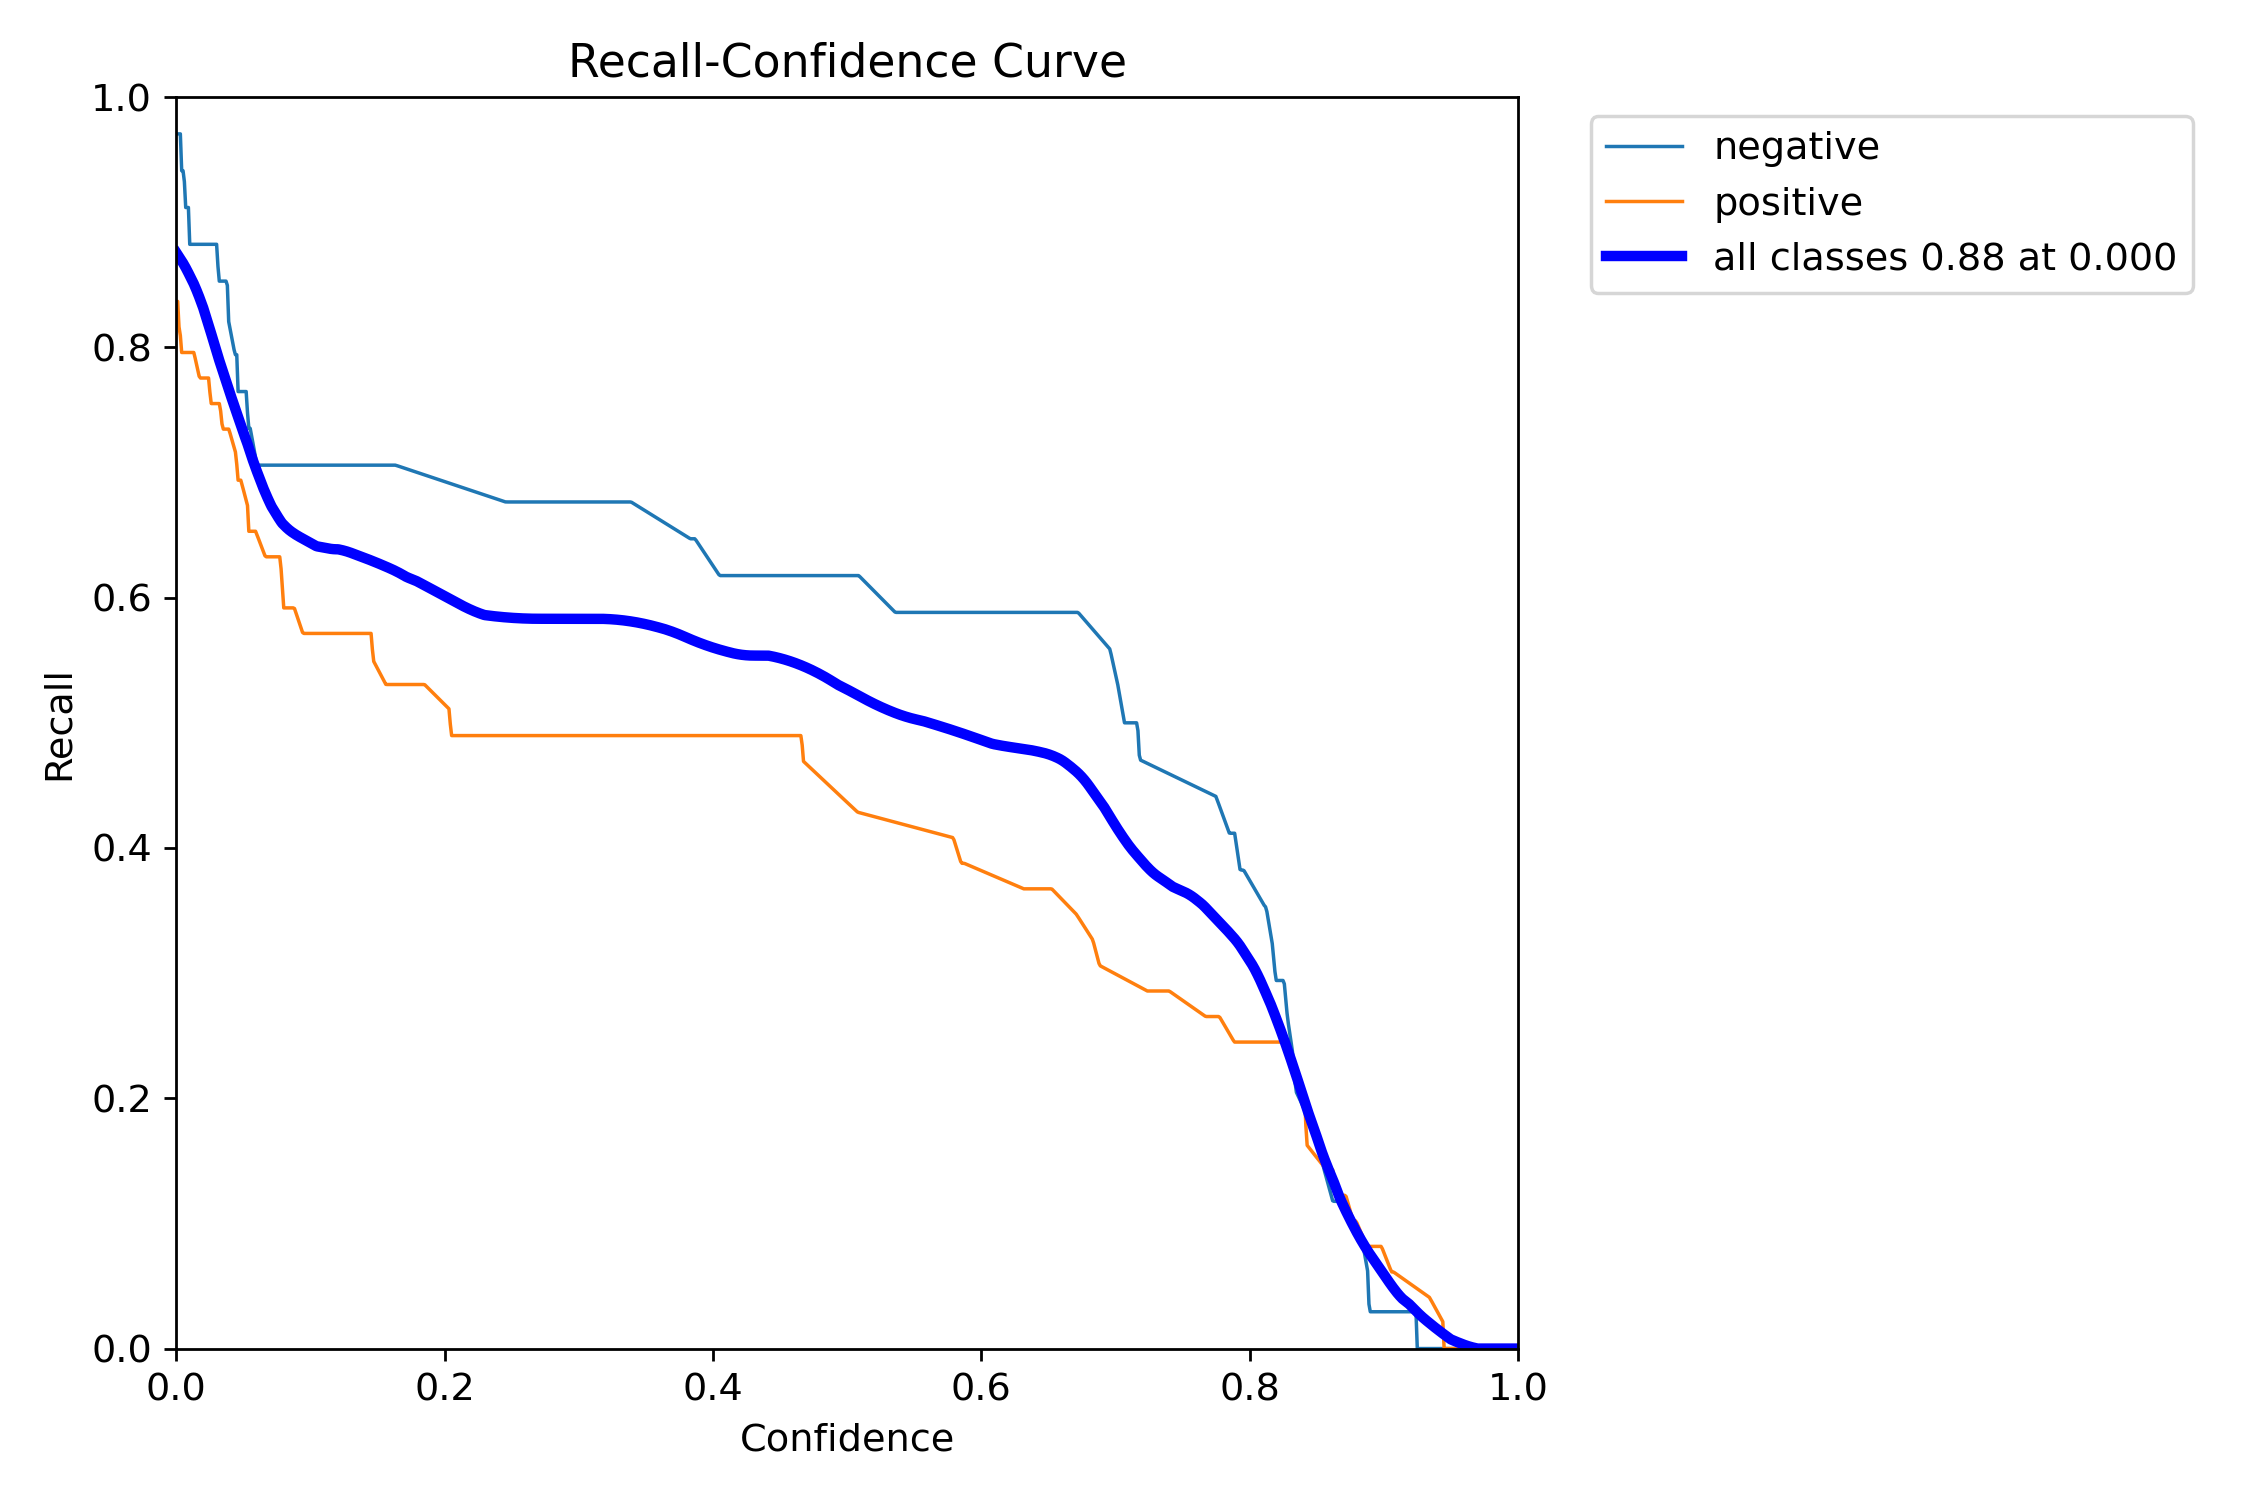 Recall-Confidence Curve
1.0
0.8
0.6
0.4
0.2
0.0
Recall
0.0 0.2 0.4 0.6 0.8 1.0
Confidence
negative
positive
all classes 0.88 at 0.000